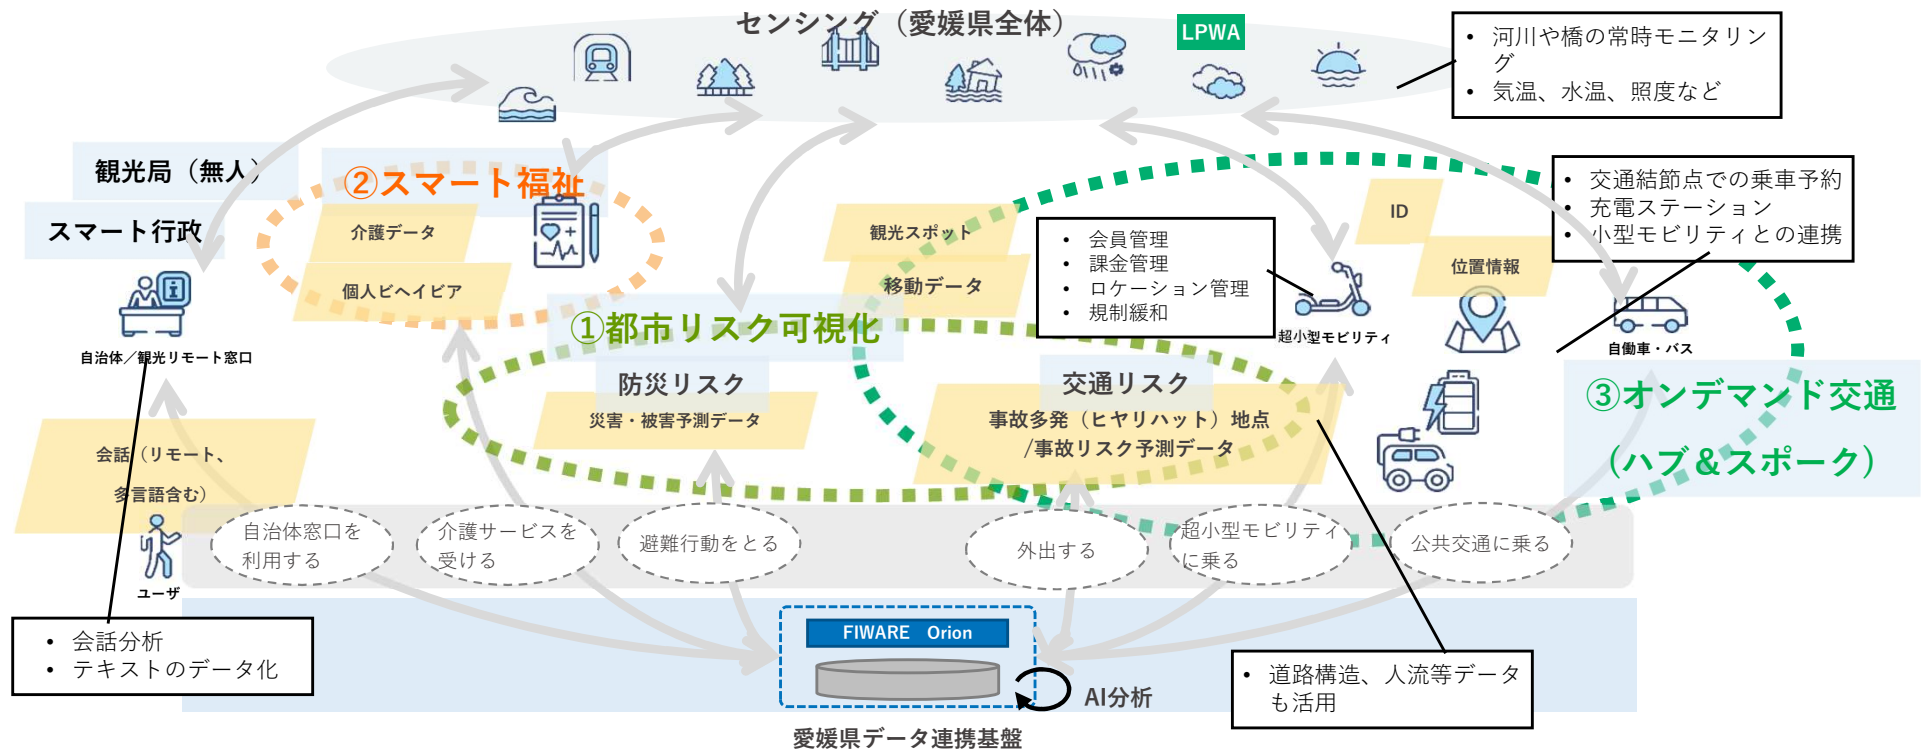 センシング（愛媛県全体）
LPWA
• 河川や橋の常時モニタリン
グ
• 気温、水温、照度など
観光局（無人）
②スマート福祉
スマート行政
介護データ
個人ビヘイビア
観光スポット
移動データ
• 会員管理
• 課金管理
• ロケーション管理
• 規制緩和
ID
位置情報
• 交通結節点での乗車予約
• 充電ステーション
• 小型モビリティとの連携
自治体／観光リモート窓口
①都市リスク可視化
超小型モビリティ
自働車・バス
防災リスク
災害・被害予測データ
交通リスク
事故多発（ヒヤリハット）地点
/事故リスク予測データ
③オンデマンド交通
（ハブ＆スポーク）
会話（リモート、
多言語含む）
ユーザ
自治体窓口を
利用する
介護サービスを
受ける
避難行動をとる
外出する
超小型モビリティ
に乗る
公共交通に乗る
• 会話分析
• テキストのデータ化
FIWARE Orion
AI分析
愛媛県データ連携基盤
• 道路構造、人流等データ
も活用